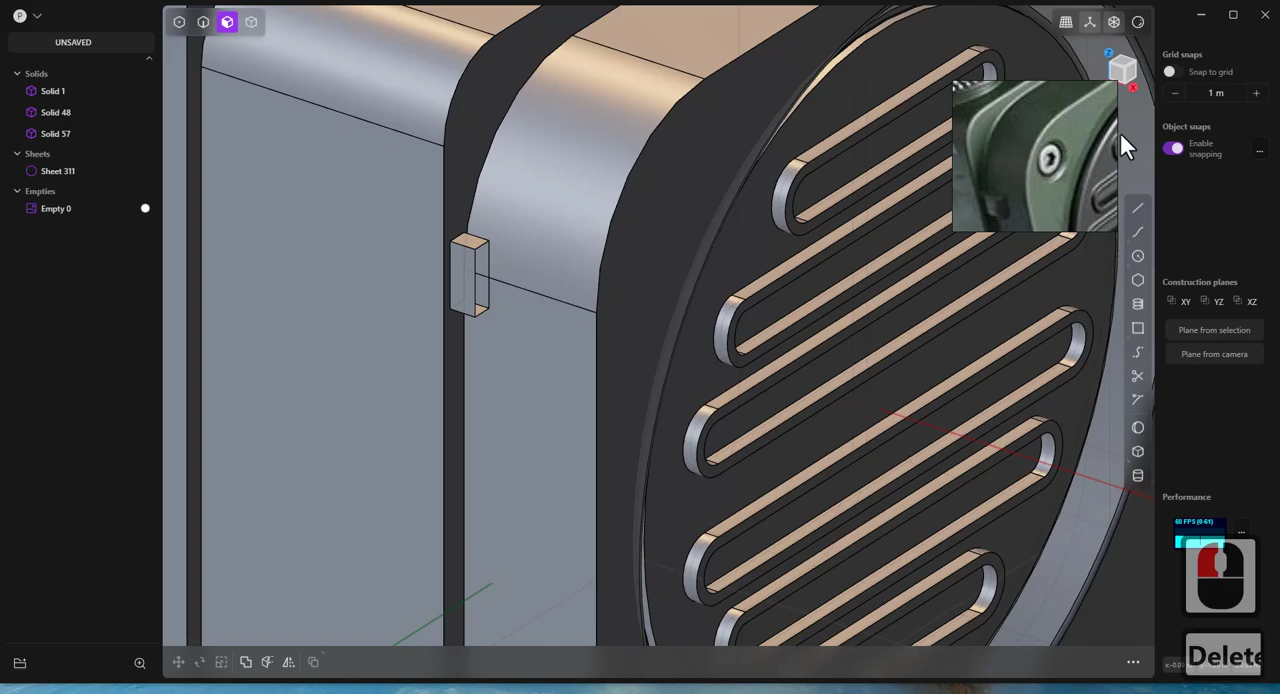 P
UNSAVED
Solids
Solid 1
Solid 48
Solid 57
Sheets
Sheet 311
Empties
Empty 0
Z
X
Grid snaps
Snap to grid
1 m
Object snaps
Enable
snapping
...
Construction planes
XY YZ XZ
Plane from selection
Plane from camera
Performance
60 FPS (0-61)
...
Delete